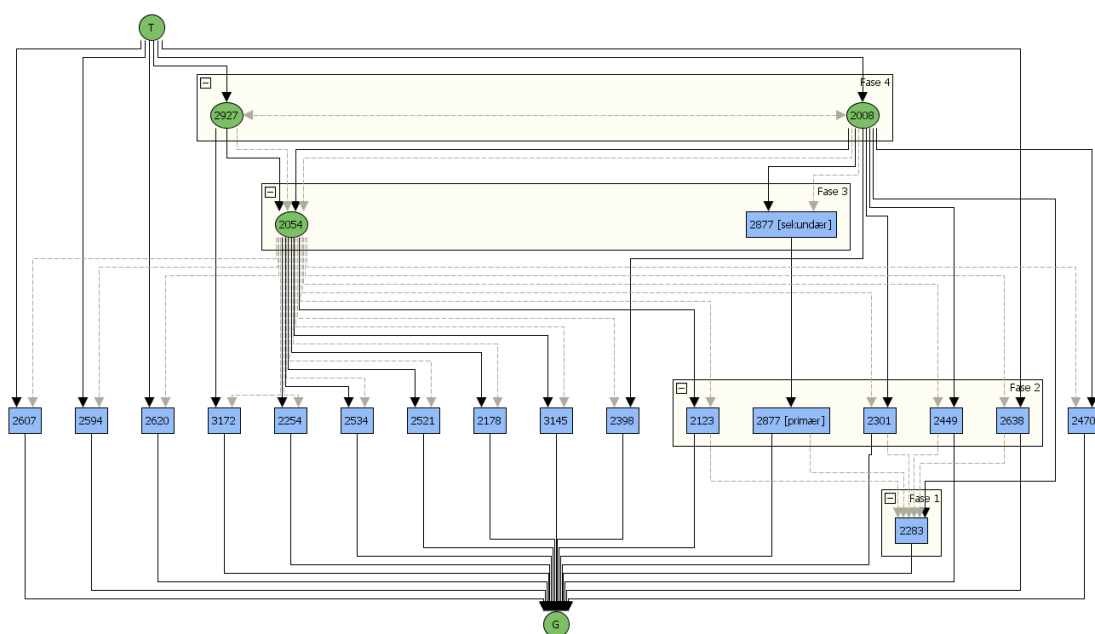 T
Fase 4
2927
2008
Fase 3
2054
2877 [sekundær]
Fase 2
2607
2594
2620
3172
2254
2534
2521
2178
3145
2398
2123
2877 [primær]
2301
2449
2638
2470
Fase 1
2283
G